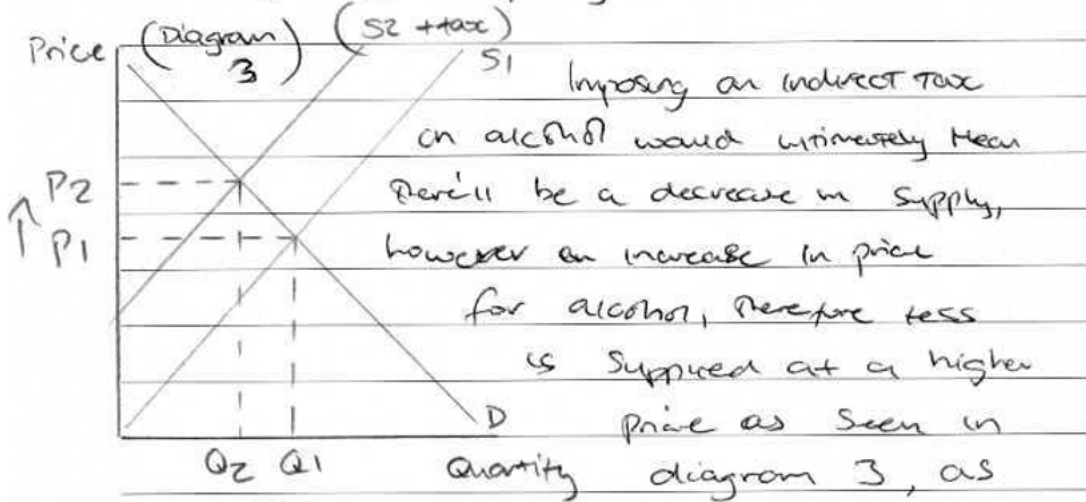 Price (Diagram 3) (S2 + tax)
S1
Imposing an indirect tax
on alcohol would ultimately mean
P2 there'll be a decrease in supply,
↑ P1 however an increase in price
for alcohol, therefore less
is supplied at a higher
D price as seen in
Q2 Q1 Quantity diagram 3, as